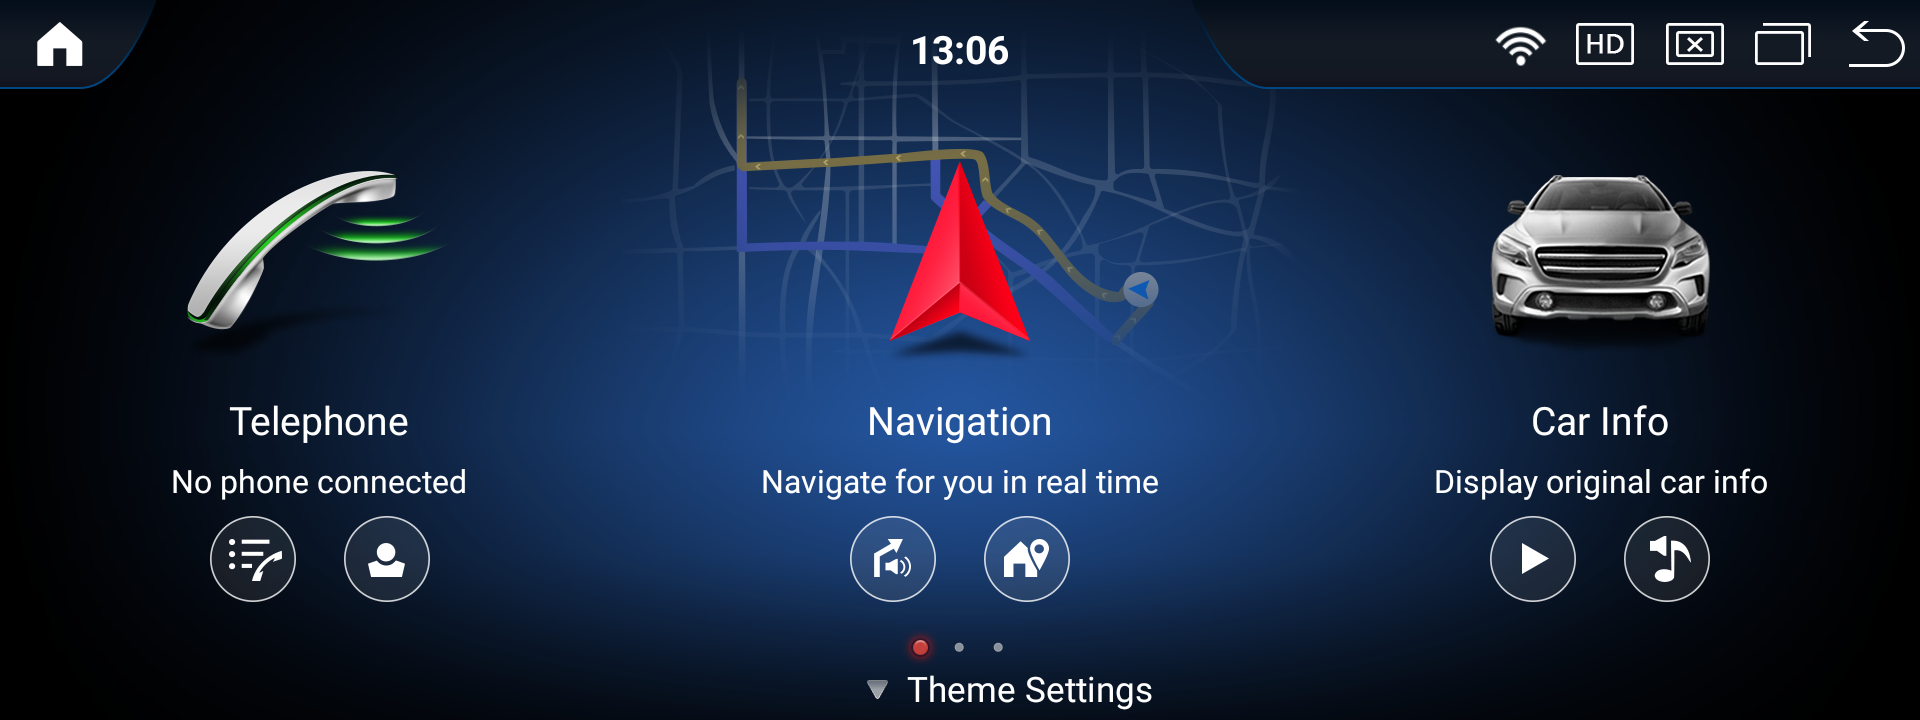 13:06
HD
Telephone
Navigation
Car Info
No phone connected
Navigate for you in real time
Display original car info
Theme Settings